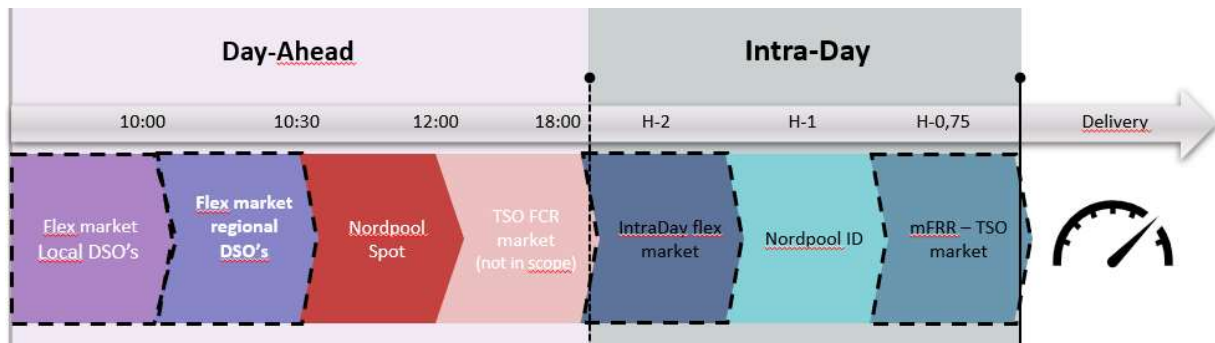 Day-Ahead
Intra-Day
10:00
10:30
12:00
18:00
H-2
H-1
H-0,75
Delivery
Flex market
Local DSO's
Flex market
regional
DSO's
Nordpool
Spot
TSO FCR
market
(not in scope)
IntraDay flex
market
Nordpool ID
mFRR – TSO
market